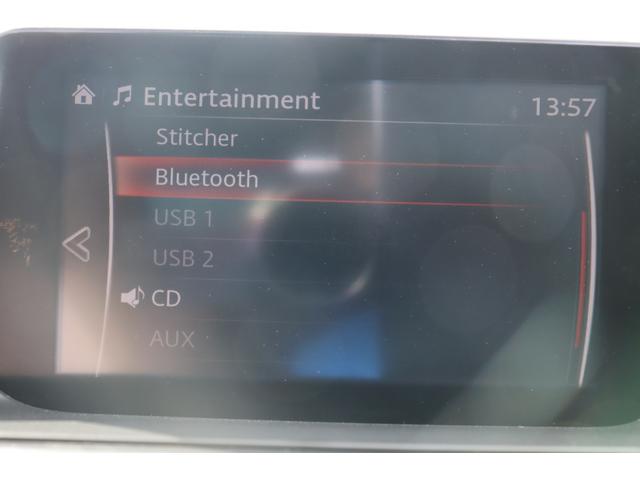 Entertainment 13:57
Stitcher
Bluetooth
USB 1
USB 2
CD
AUX